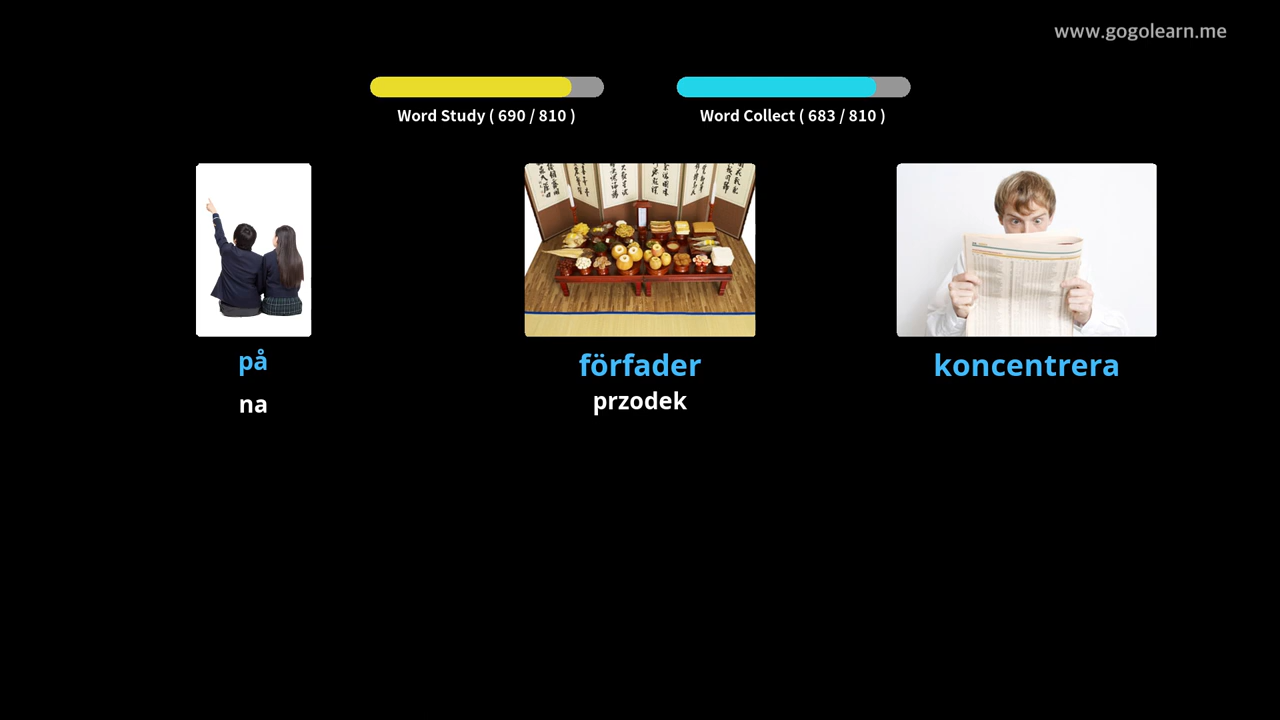 www.gogolearn.me
Word Study ( 690 / 810 )
Word Collect ( 683 / 810 )
på
na
förfader
przodek
koncentrera